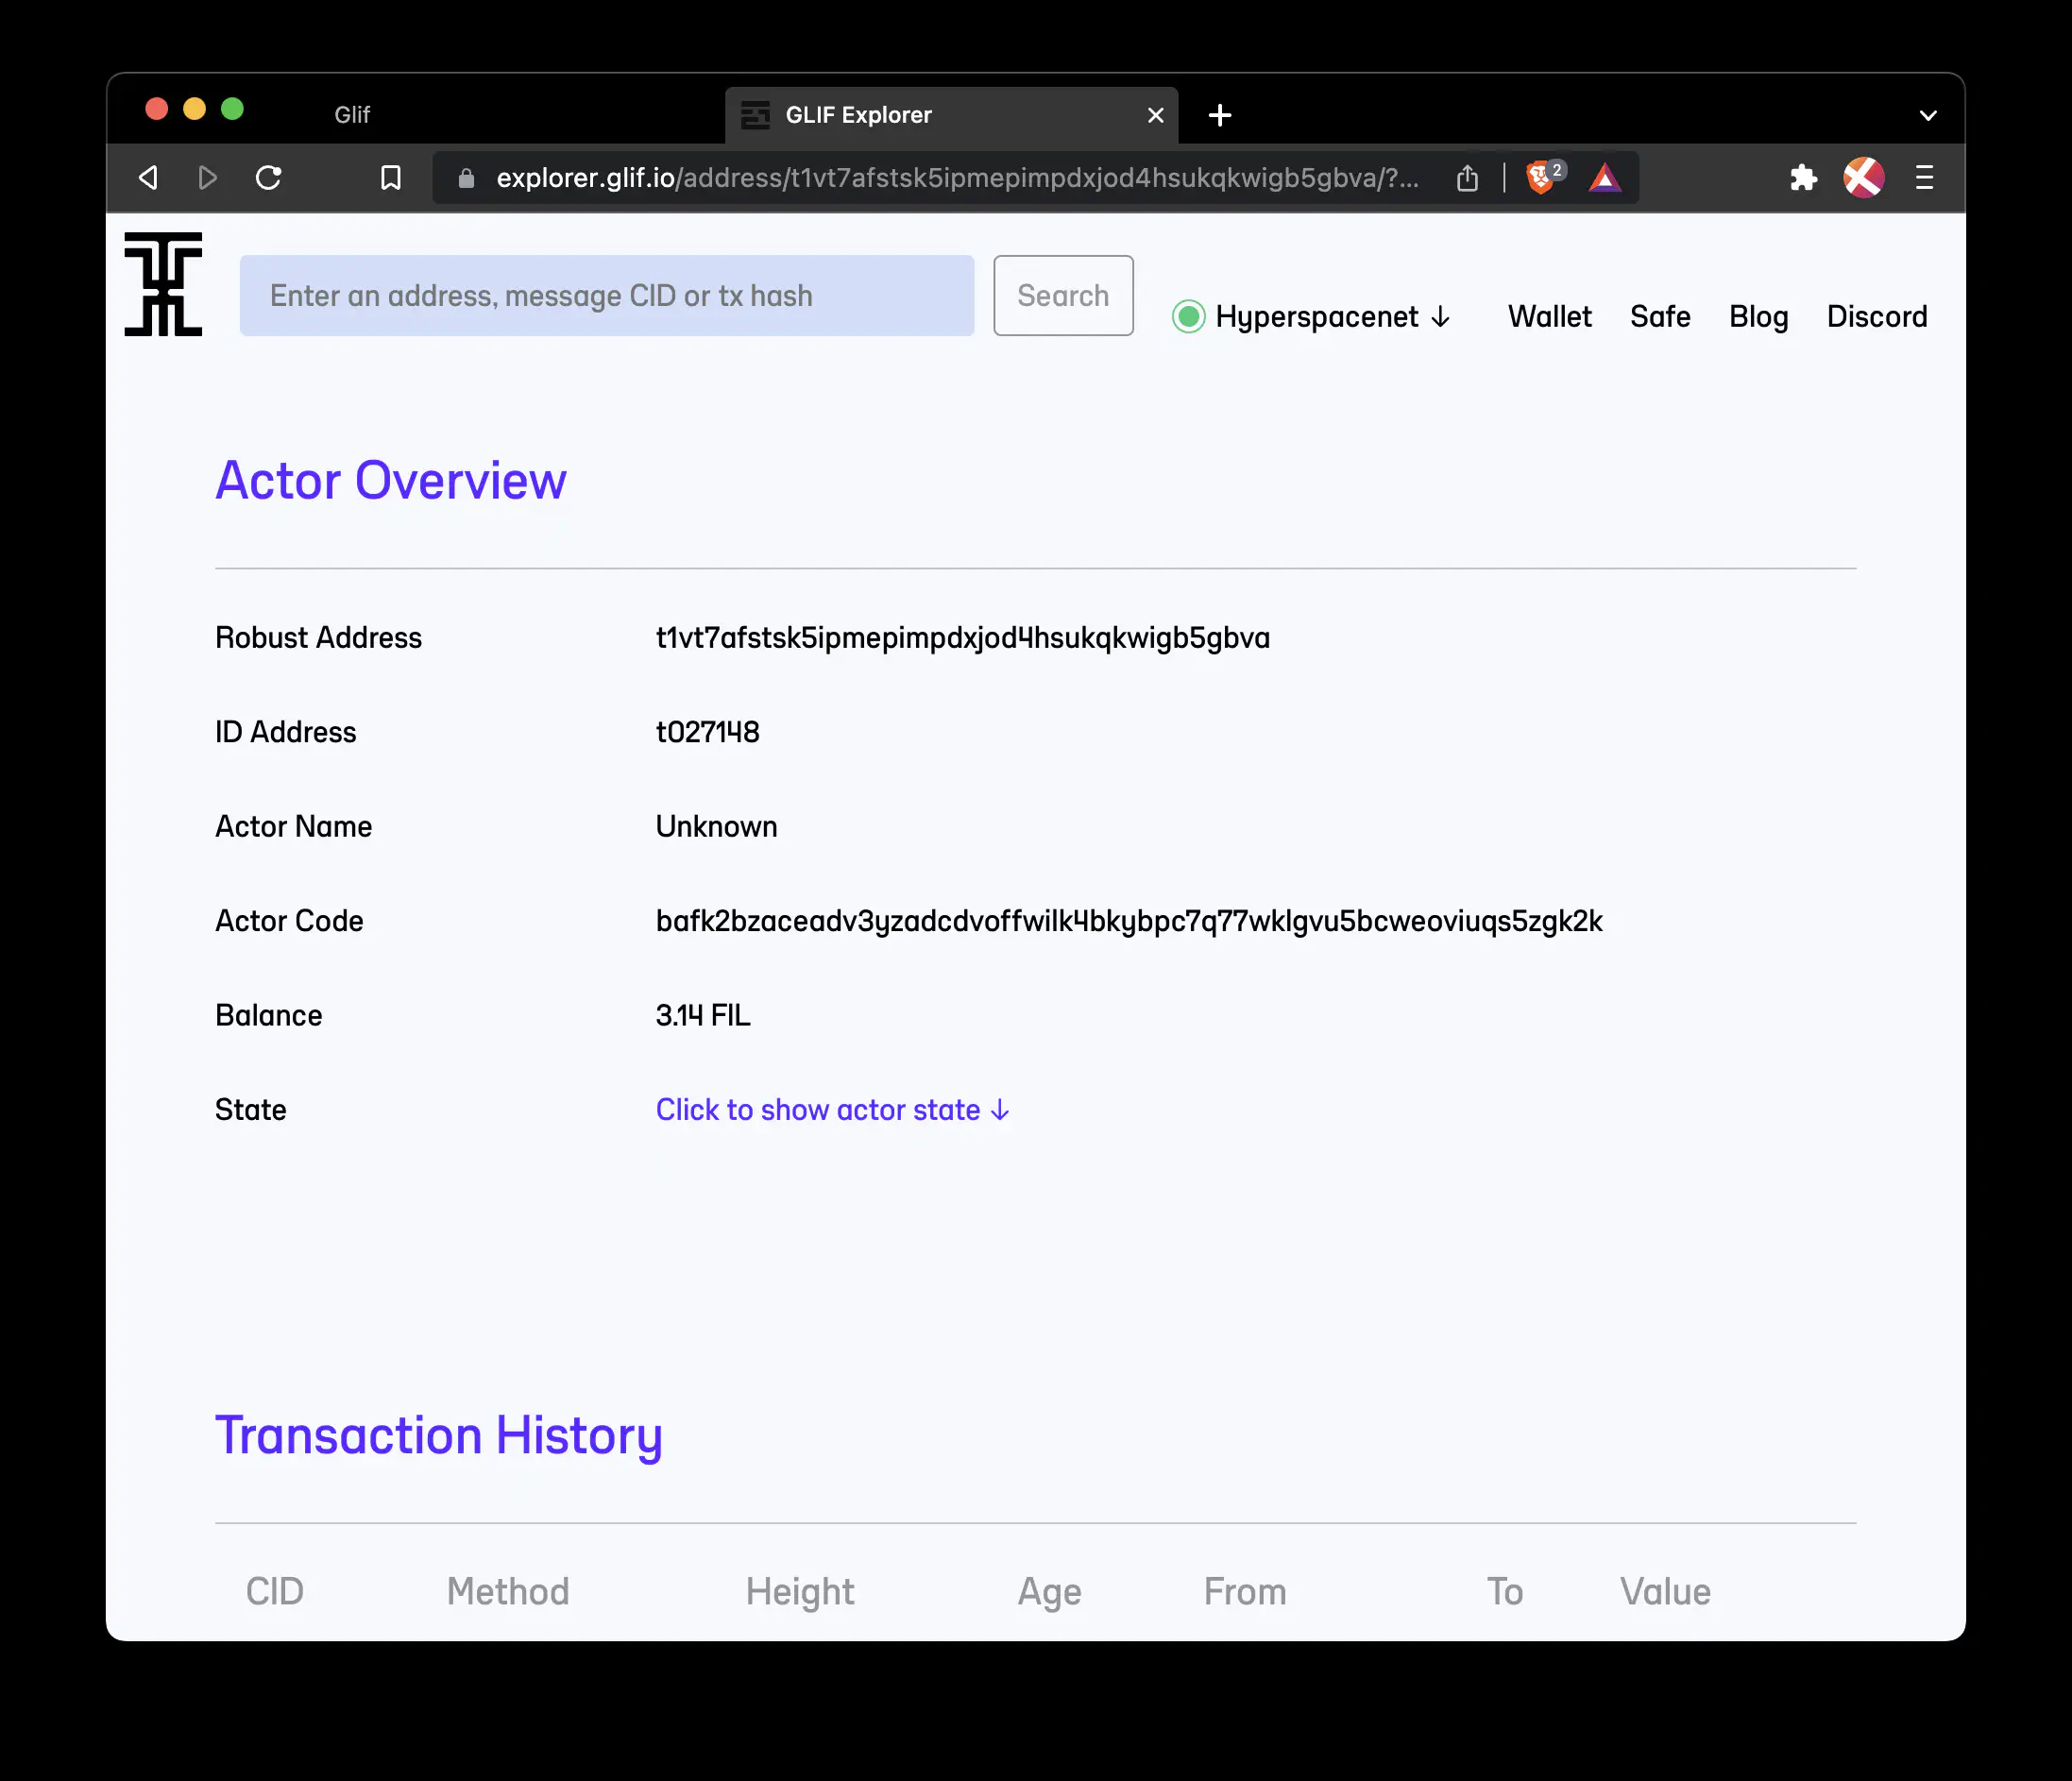 Glif
GLIF Explorer
explorer.glif.io/address/t1vt7afstsk5ipmepimpdxjod4hsukqkwigb5gbva/?...
2
Enter an address, message CID or tx hash
Search
Hyperspacenet ↓
Wallet
Safe
Blog
Discord
Actor Overview
Robust Address t1vt7afstsk5ipmepimpdxjod4hsukqkwigb5gbva
ID Address t027148
Actor Name Unknown
Actor Code bafk2bzaceadv3yzadcdvoffwilk4bkybpc7q77wklgvu5bcweoviuqs5zgk2k
Balance 3.14 FIL
State Click to show actor state ↓
Transaction History
CID Method Height Age From To Value